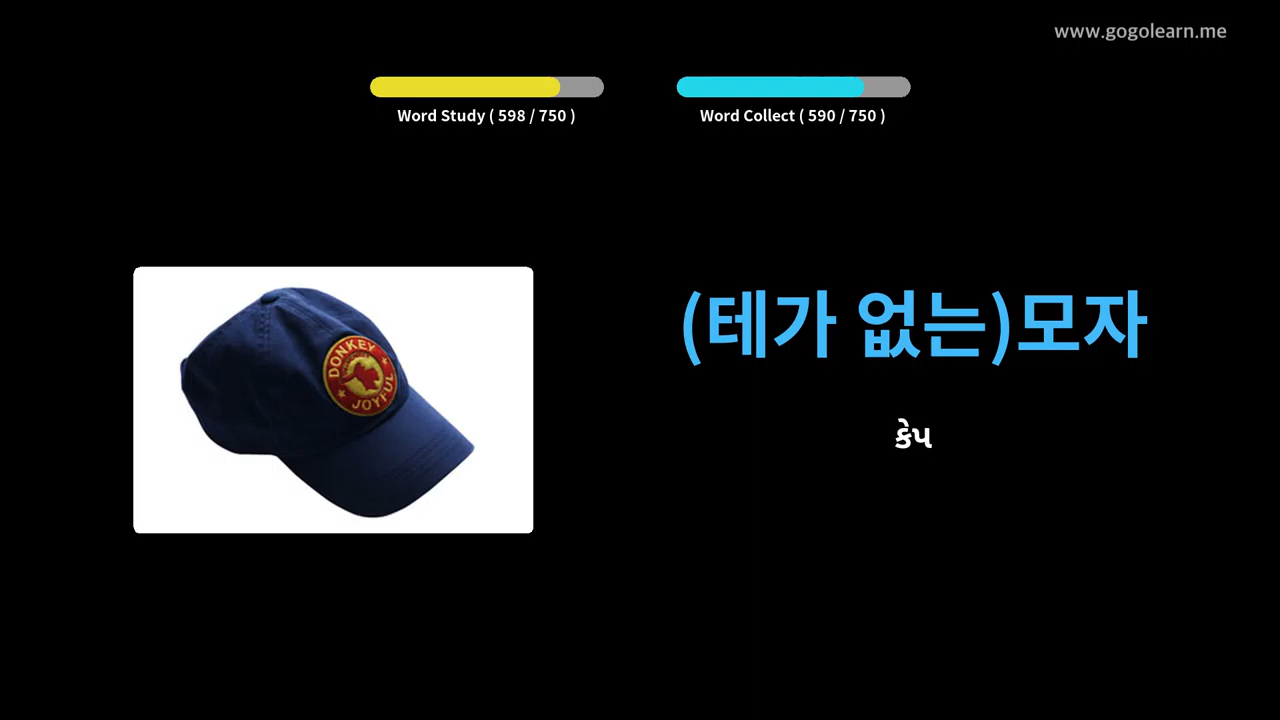 www.gogolearn.me
Word Study ( 598 / 750 )
Word Collect ( 590 / 750 )
DONKEY
JOYFUL
(테가 없는)모자
કેપ